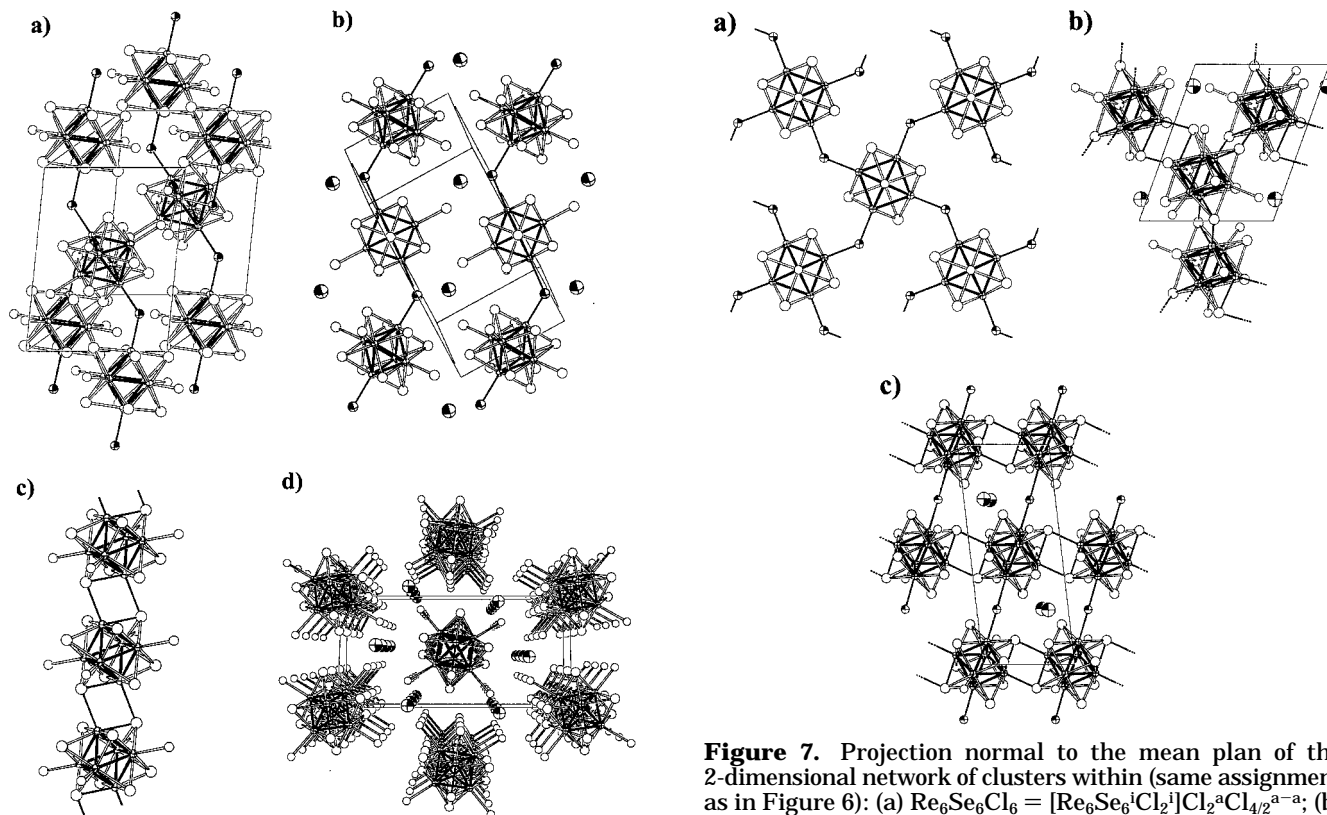 a)
b)
c)
d)
a)
b)
c)
Figure 7. Projection normal to the mean plan of th
2-dimensional network of clusters within (same assignmen
as in Figure 6): (a) Re₆Se₆Cl₆ = [Re₆Se₆ⁱCl₂ⁱ]Cl₂ᵃCl₄/₂ᵃ⁻ᵃ; (b